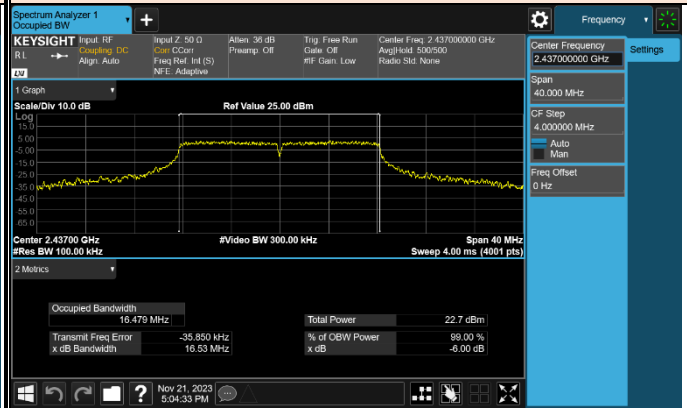 Spectrum Analyzer 1
Occupied BW
+
Frequency
KEYSIGHT
R L
LXI
Input: RF
Coupling: DC
Align: Auto
Input Z: 50 Ω
Corr CCorr
Freq Ref: Int (S)
NFE: Adaptive
Atten: 36 dB
Preamp: Off
Trig: Free Run
Gate: Off
#IF Gain: Low
Center Freq: 2.437000000 GHz
Avg|Hold: 500/500
Radio Std: None
Center Frequency
2.437000000 GHz
Settings
Span
40.000 MHz
CF Step
4.000000 MHz
Auto
Man
Freq Offset
0 Hz
1 Graph
Scale/Div 10.0 dB
Ref Value 25.00 dBm
Log
15.0
5.00
-5.00
-15.0
-25.0
-35.0
-45.0
-55.0
-65.0
Center 2.43700 GHz
#Video BW 300.00 kHz
Span 40 MHz
#Res BW 100.00 kHz
Sweep 4.00 ms (4001 pts)
2 Metrics
Occupied Bandwidth
16.479 MHz
Total Power 22.7 dBm
Transmit Freq Error -35.850 kHz
% of OBW Power 99.00 %
x dB Bandwidth 16.53 MHz
x dB -6.00 dB
?
Nov 21, 2023
5:04:33 PM